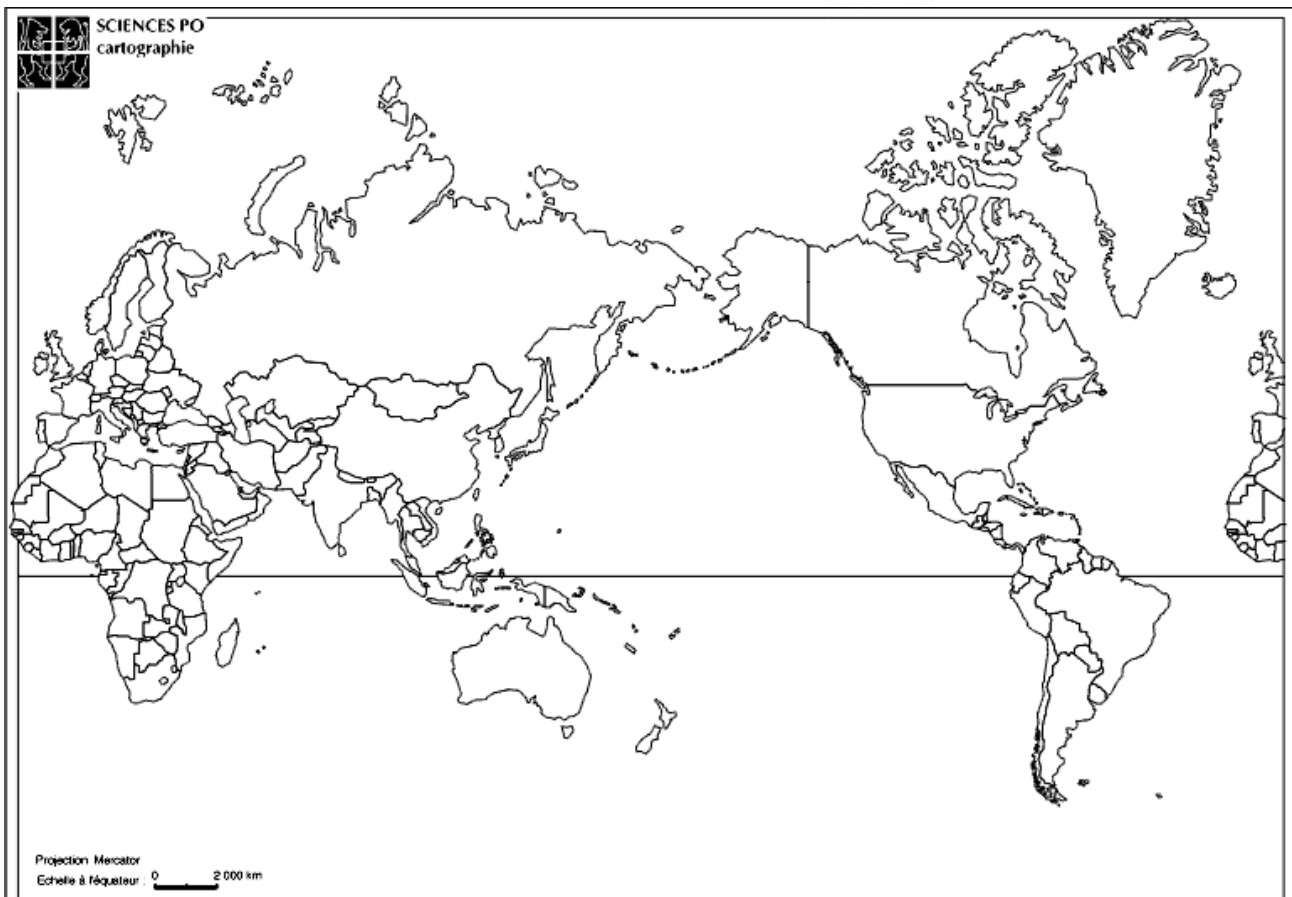 SCIENCES PO
cartographie
Projection Mercator
Echelle à l'équateur : 0 2 000 km